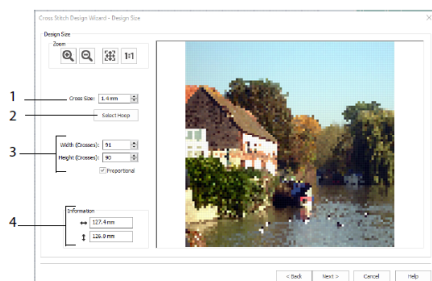 Cross Stitch Design Wizard - Design Size
Design Size
Zoom
1:1
1
Cross Size: 1.4 mm
2
Select Hoop
3
Width (Crosses): 91
Height (Crosses): 90
Proportional
4
Information
127.4 mm
126.0 mm
< Back Next > Cancel Help